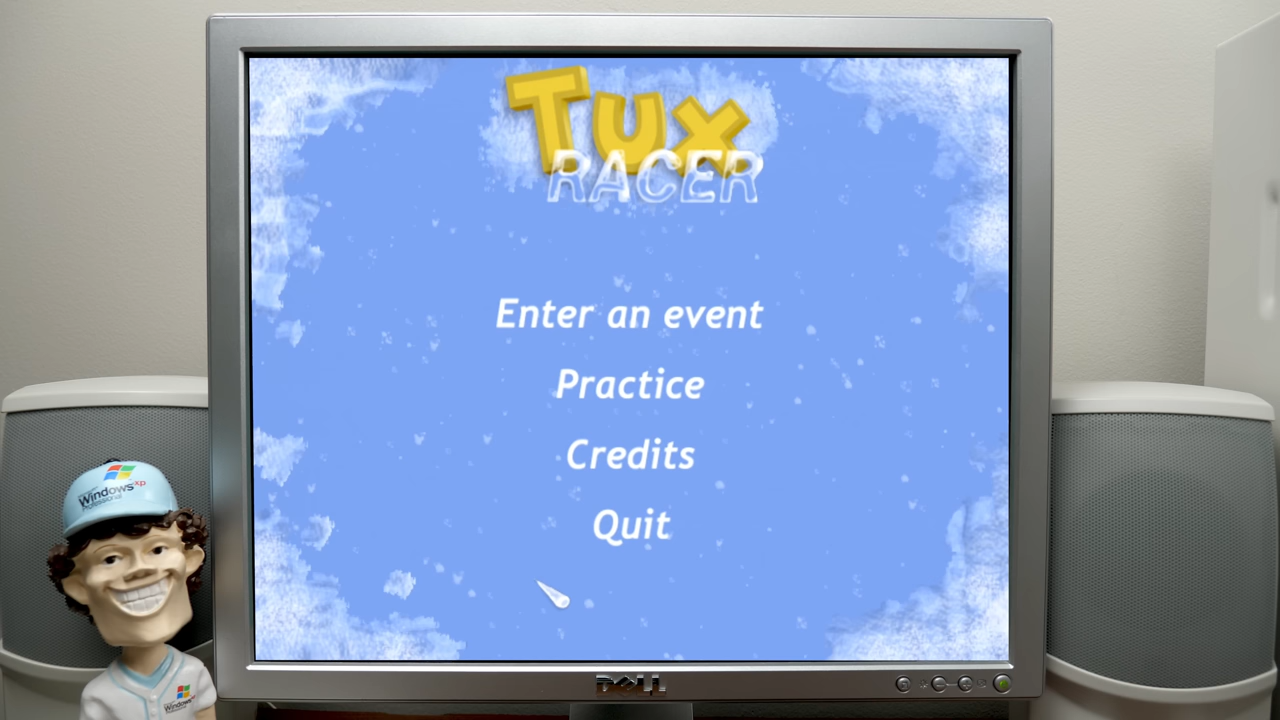 Tux
RACER
Enter an event
Practice
Credits
Quit
Windows xp
Professional
DELL
Windows